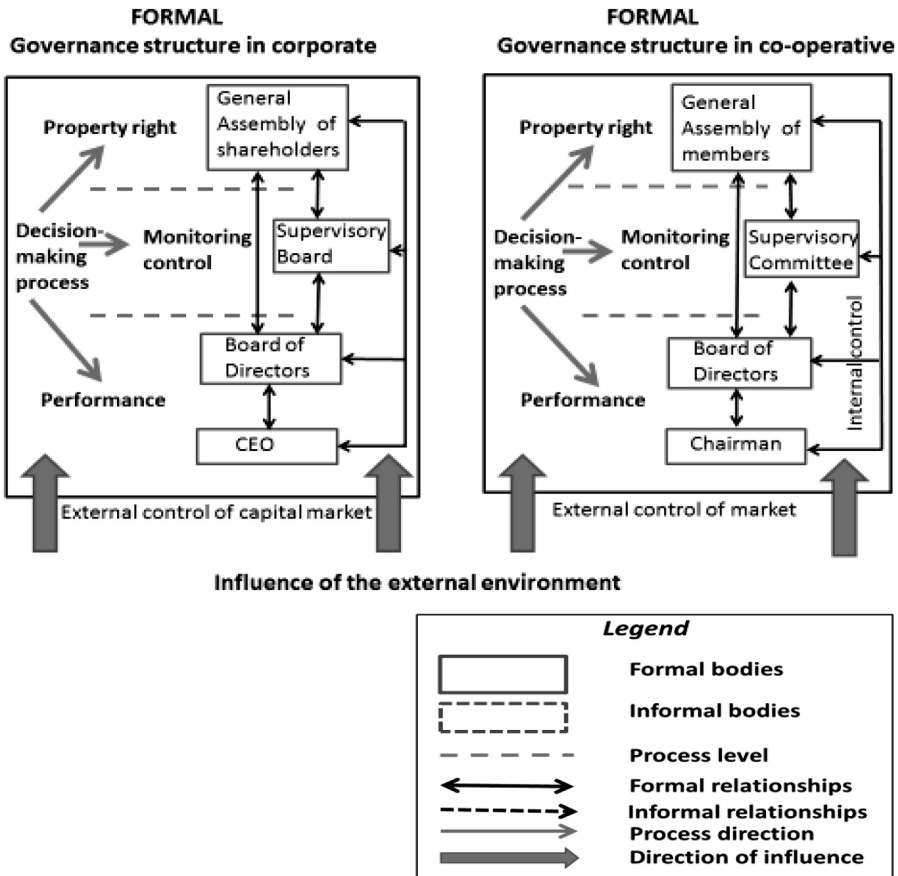 FORMAL
Governance structure in corporate
General
Assembly of
shareholders
Property right
Decision-
making
process
Monitoring
control
Supervisory
Board
Board of
Directors
Performance
CEO
External control of capital market
FORMAL
Governance structure in co-operative
General
Assembly of
members
Property right
Decision-
making
process
Monitoring
control
Supervisory
Committee
Internal control
Board of
Directors
Performance
Chairman
External control of market
Influence of the external environment
Legend
Formal bodies
Informal bodies
Process level
Formal relationships
Informal relationships
Process direction
Direction of influence